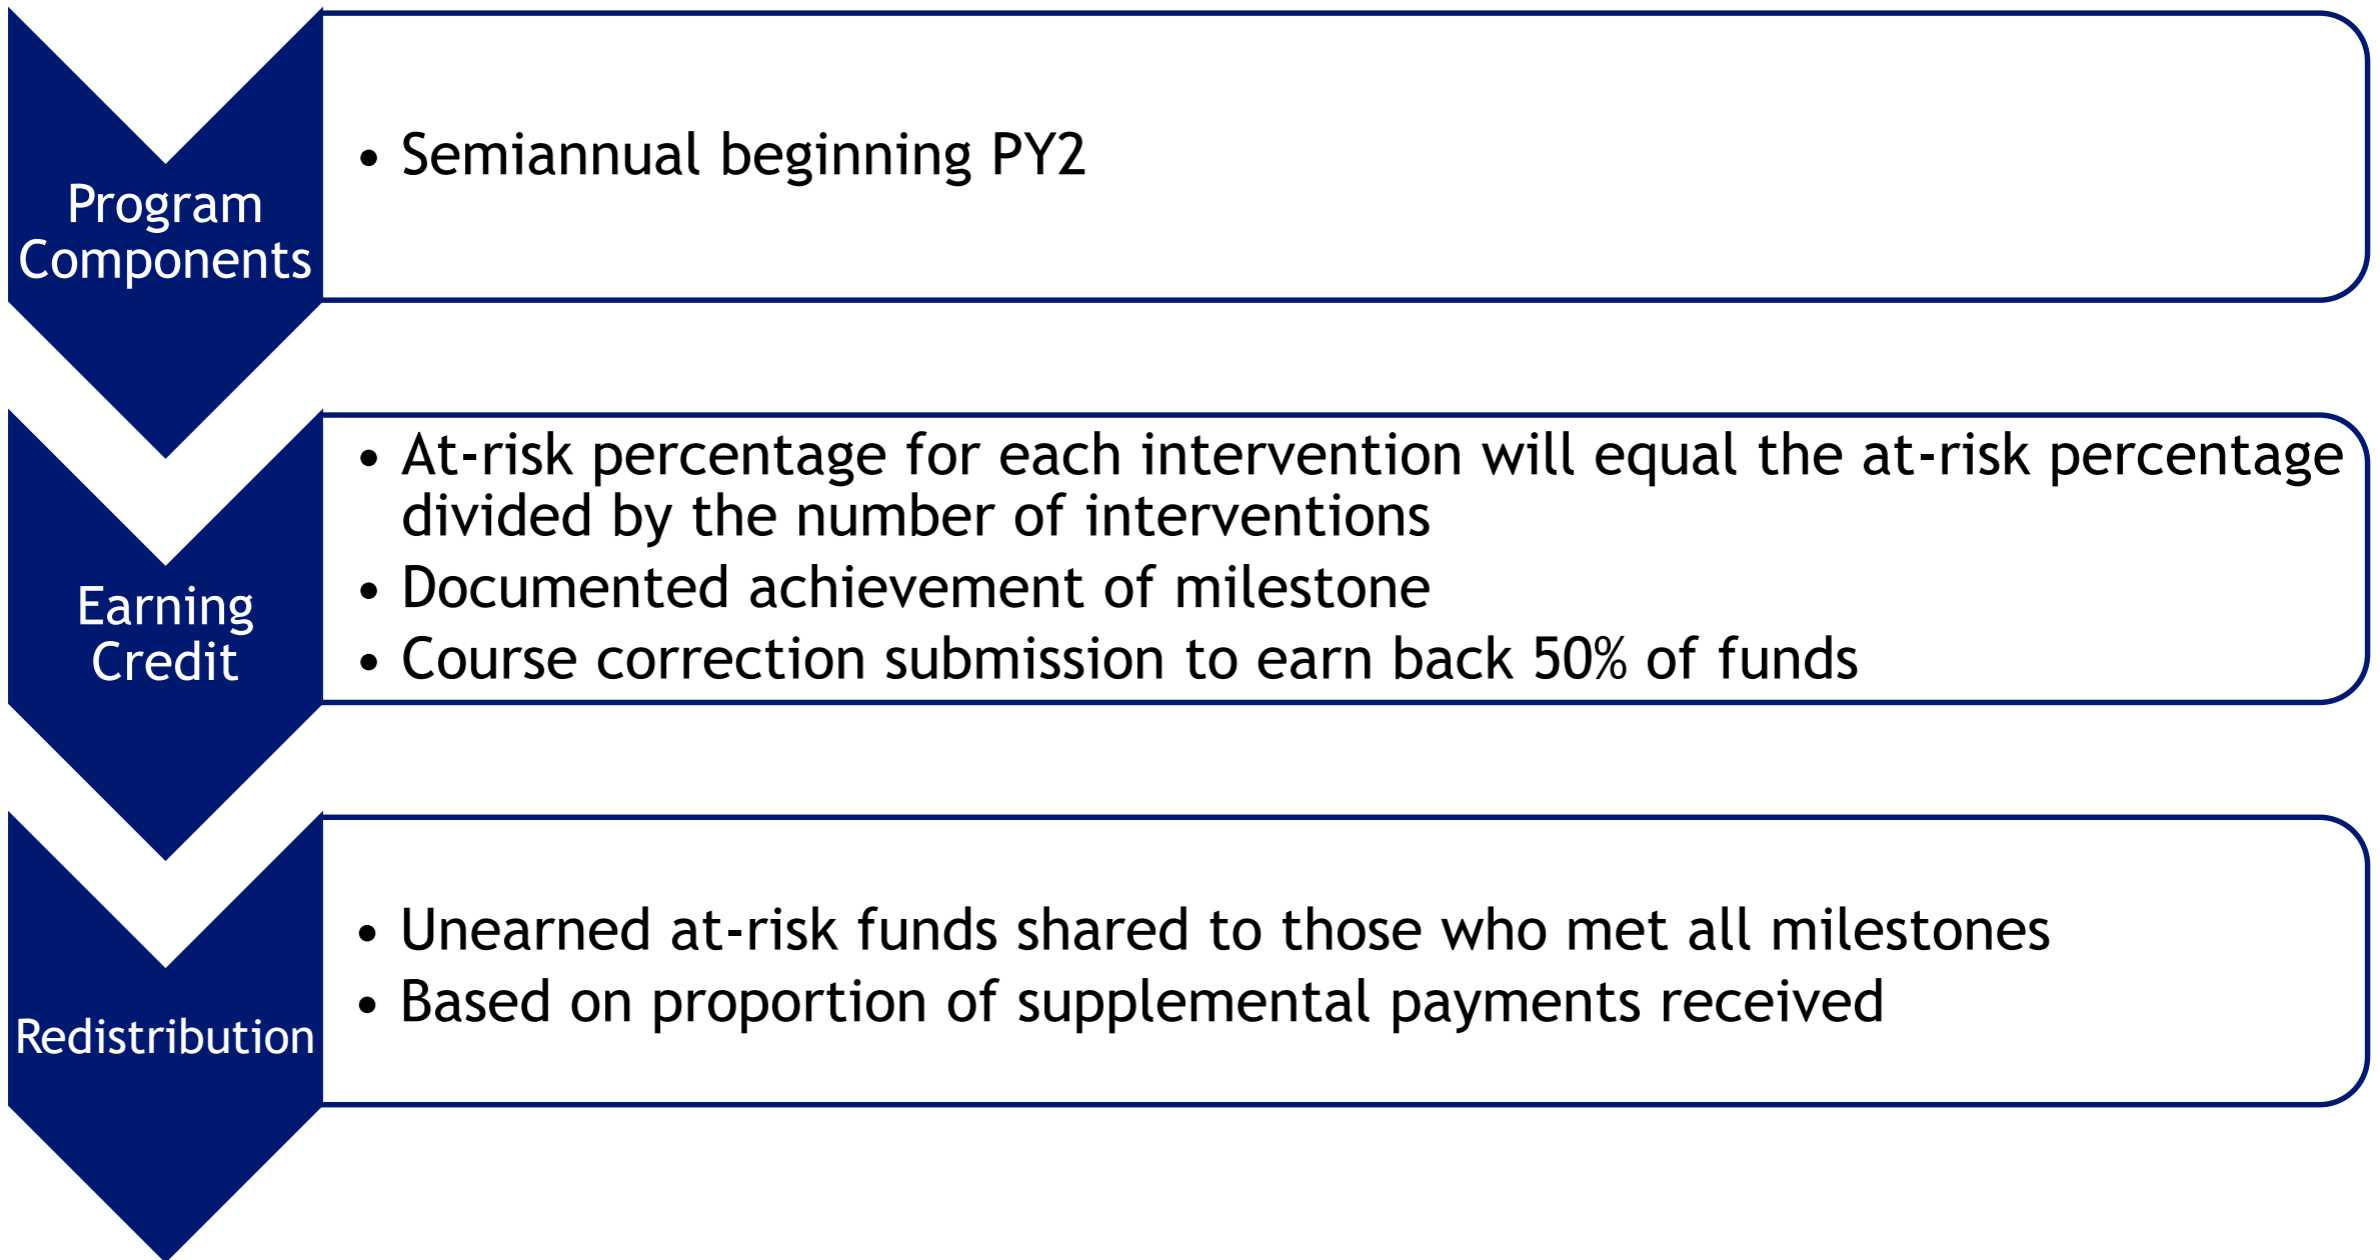 Program
Components
• Semiannual beginning PY2
Earning
Credit
• At-risk percentage for each intervention will equal the at-risk percentage
divided by the number of interventions
• Documented achievement of milestone
• Course correction submission to earn back 50% of funds
Redistribution
• Unearned at-risk funds shared to those who met all milestones
• Based on proportion of supplemental payments received